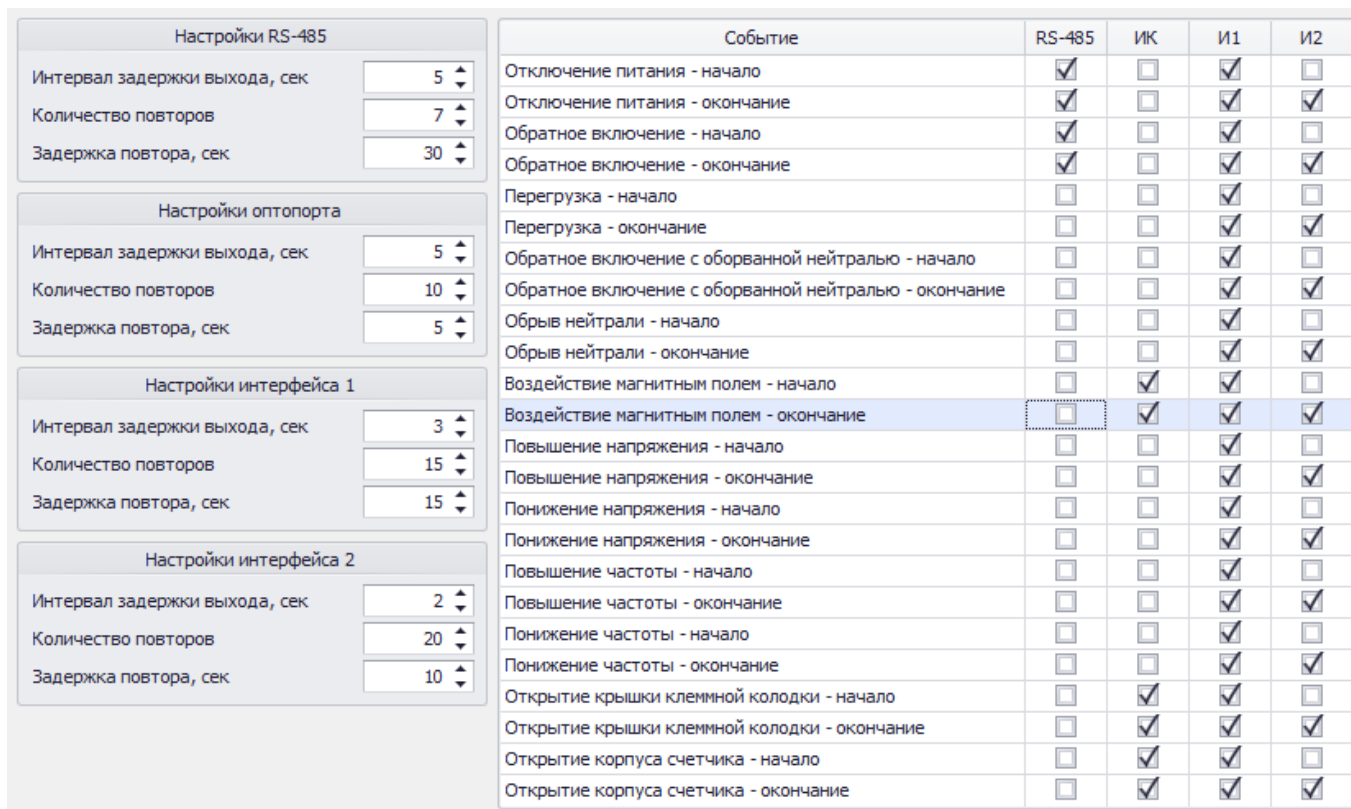 Настройки RS-485
Интервал задержки выхода, сек 5
Количество повторов 7
Задержка повтора, сек 30
Настройки оптопорта
Интервал задержки выхода, сек 5
Количество повторов 10
Задержка повтора, сек 5
Настройки интерфейса 1
Интервал задержки выхода, сек 3
Количество повторов 15
Задержка повтора, сек 15
Настройки интерфейса 2
Интервал задержки выхода, сек 2
Количество повторов 20
Задержка повтора, сек 10
Событие RS-485 ИК И1 И2
Отключение питания - начало
Отключение питания - окончание
Обратное включение - начало
Обратное включение - окончание
Перегрузка - начало
Перегрузка - окончание
Обратное включение с оборванной нейтралью - начало
Обратное включение с оборванной нейтралью - окончание
Обрыв нейтрали - начало
Обрыв нейтрали - окончание
Воздействие магнитным полем - начало
Воздействие магнитным полем - окончание
Повышение напряжения - начало
Повышение напряжения - окончание
Понижение напряжения - начало
Понижение напряжения - окончание
Повышение частоты - начало
Повышение частоты - окончание
Понижение частоты - начало
Понижение частоты - окончание
Открытие крышки клеммной колодки - начало
Открытие крышки клеммной колодки - окончание
Открытие корпуса счетчика - начало
Открытие корпуса счетчика - окончание